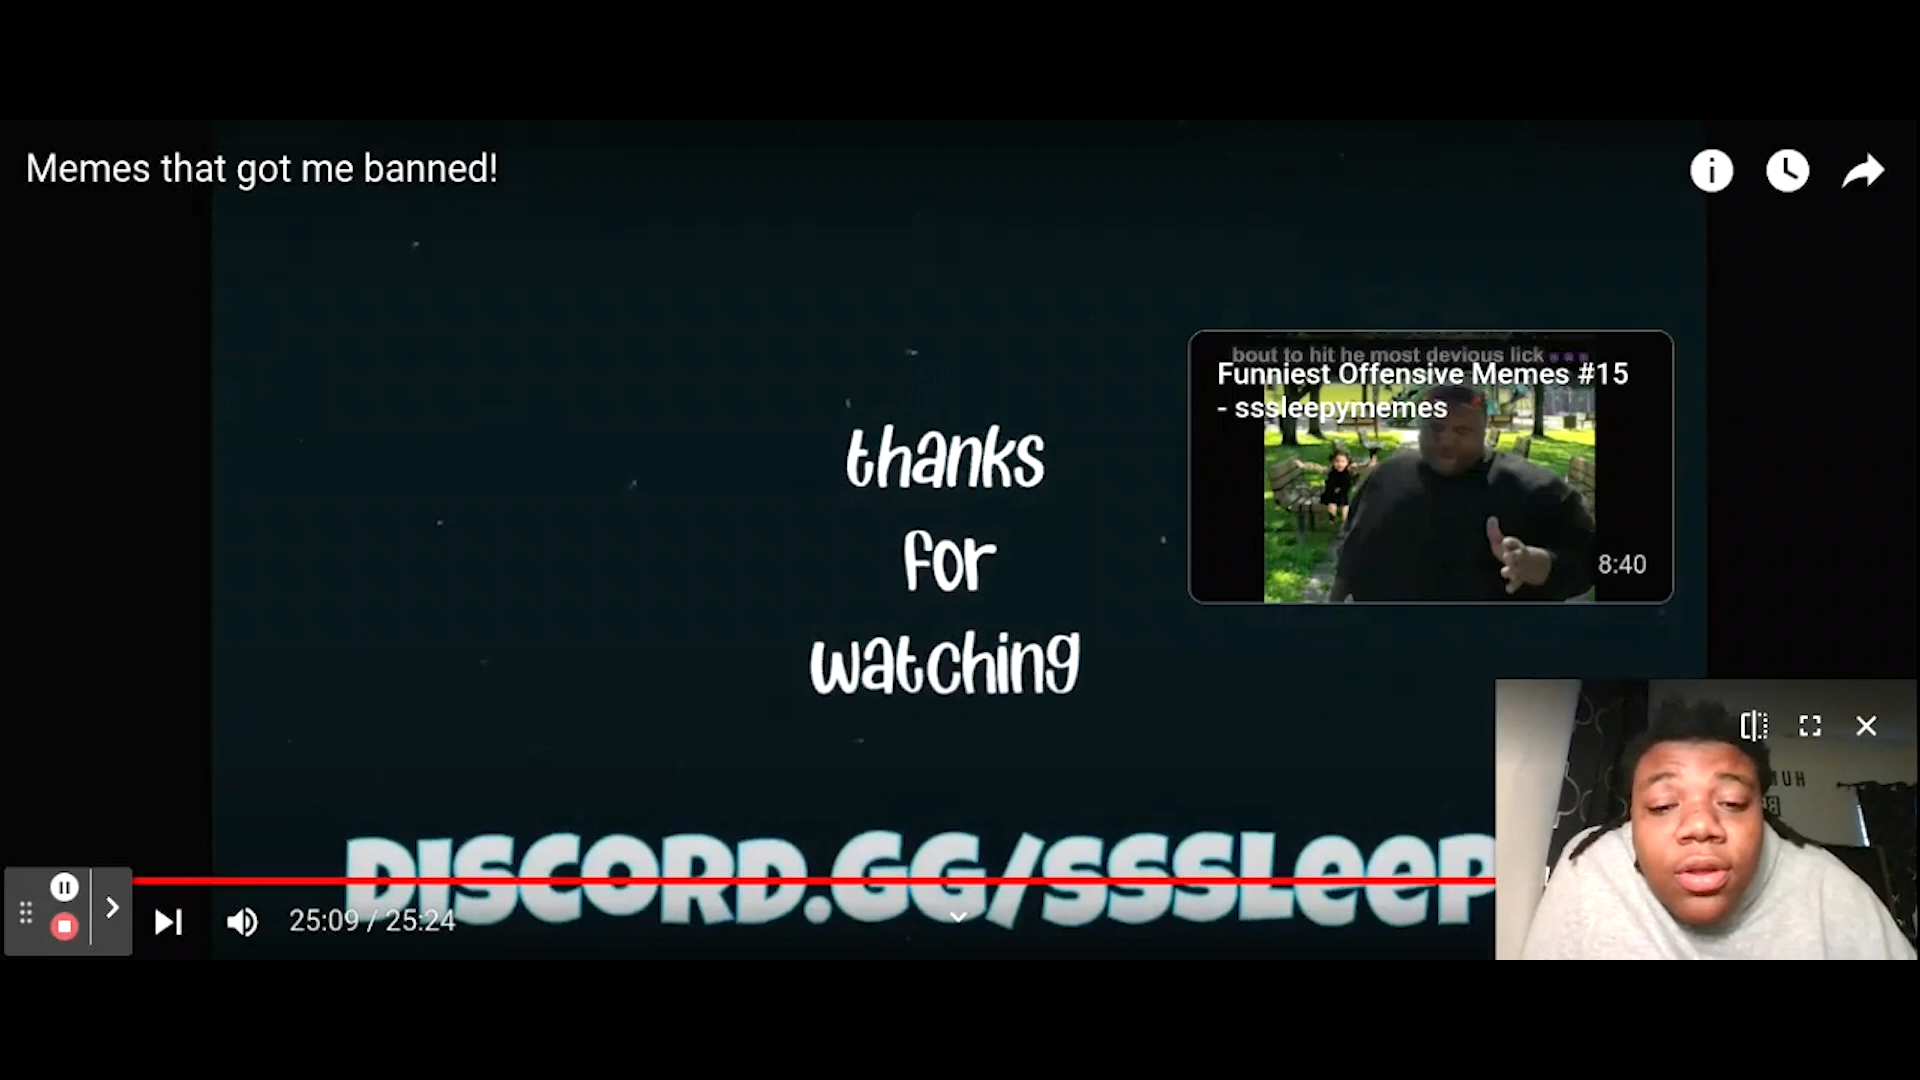 Memes that got me banned!
bout to hit he most devious lick
Funniest Offensive Memes #15
- sssleepymemes
8:40
thanks
for
watching
DISCORD.GG/SSSLEEP
25:09 / 25:24